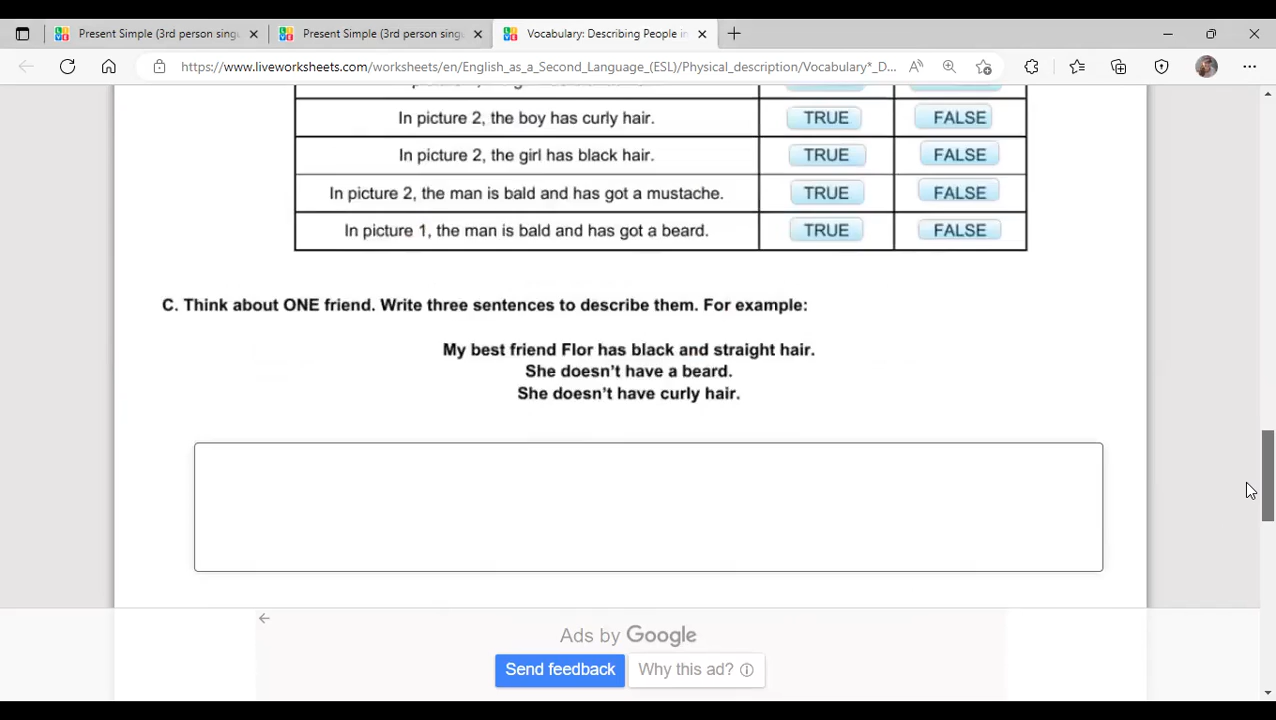 Present Simple (3rd person singu
Present Simple (3rd person singu
Vocabulary: Describing People in
https://www.liveworksheets.com/worksheets/en/English_as_a_Second_Language_(ESL)/Physical_description/Vocabulary*_D...
In picture 2, the boy has curly hair. TRUE FALSE
In picture 2, the girl has black hair. TRUE FALSE
In picture 2, the man is bald and has got a mustache. TRUE FALSE
In picture 1, the man is bald and has got a beard. TRUE FALSE
C. Think about ONE friend. Write three sentences to describe them. For example:
My best friend Flor has black and straight hair.
She doesn't have a beard.
She doesn't have curly hair.
Ads by Google
Send feedback Why this ad?